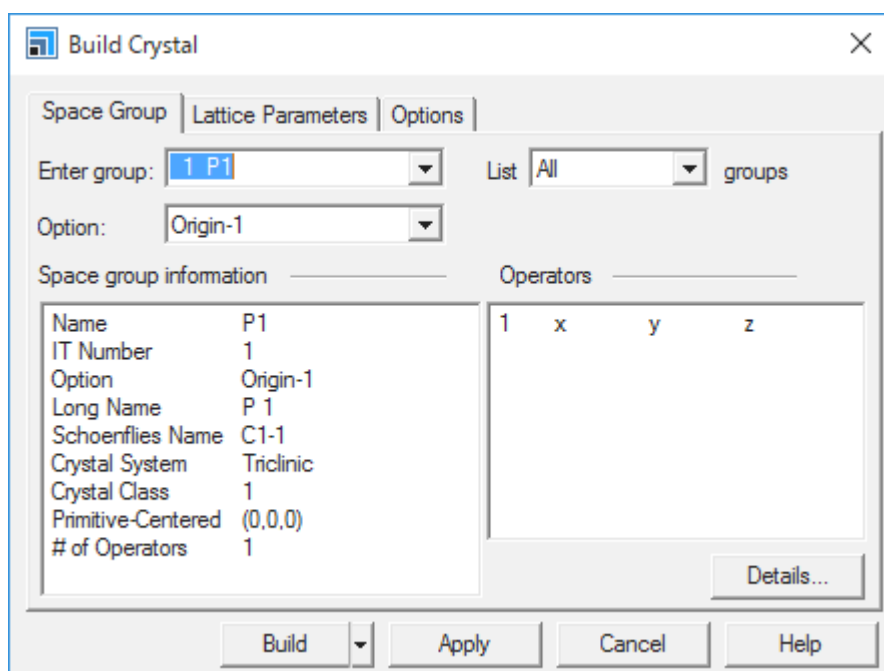 Build Crystal
Space Group Lattice Parameters Options
Enter group: 1 P1 List All groups
Option: Origin-1
Space group information Operators
Name P1 1 x y z
IT Number 1
Option Origin-1
Long Name P 1
Schoenflies Name C1-1
Crystal System Triclinic
Crystal Class 1
Primitive-Centered (0,0,0)
# of Operators 1
Details...
Build Apply Cancel Help